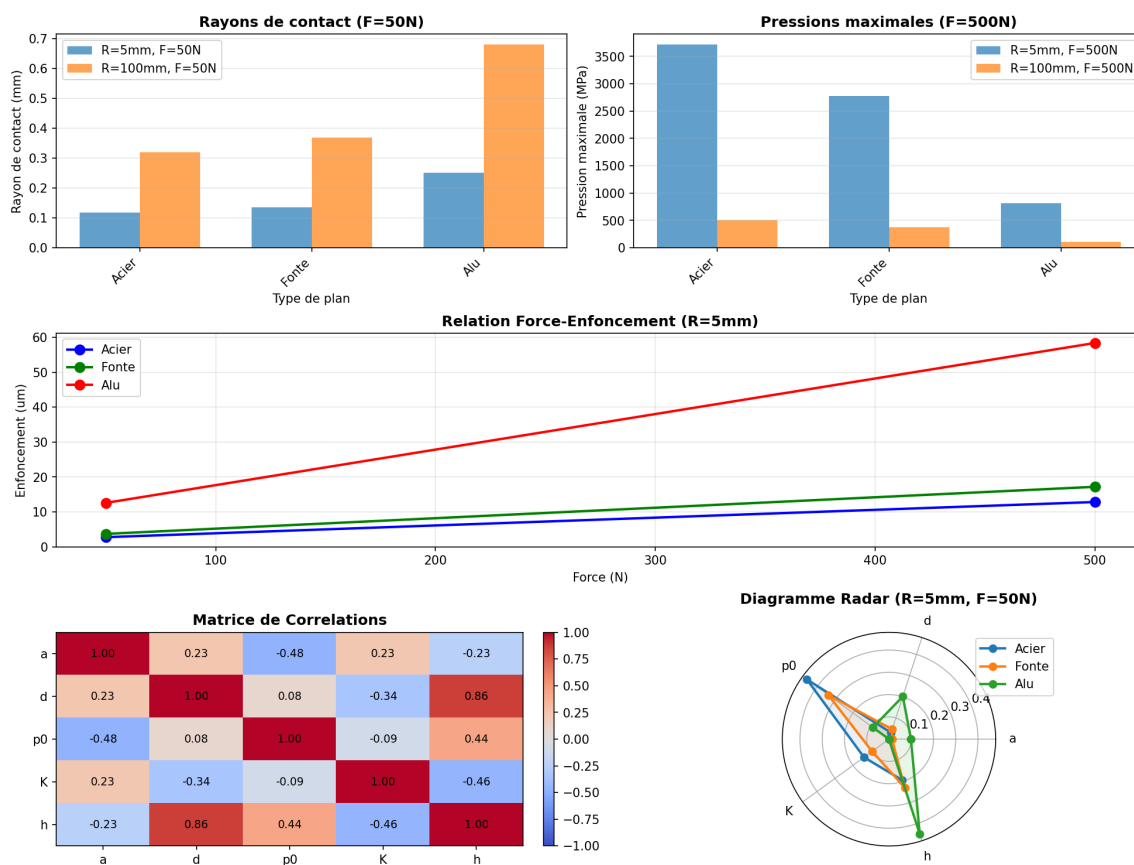 Rayons de contact (F=50N)
Rayon de contact (mm)
0.7
0.6
0.5
0.4
0.3
0.2
0.1
0.0
R=5mm, F=50N
R=100mm, F=50N
Acier
Fonte
Alu
Type de plan
Pressions maximales (F=500N)
Pression maximale (MPa)
3500
3000
2500
2000
1500
1000
500
0
R=5mm, F=500N
R=100mm, F=500N
Acier
Fonte
Alu
Type de plan
Relation Force-Enfoncement (R=5mm)
Enfoncement (um)
60
50
40
30
20
10
0
Acier
Fonte
Alu
100
200
300
400
500
Force (N)
Matrice de Correlations
a 1.00 0.23 -0.48 0.23 -0.23
d 0.23 1.00 0.08 -0.34 0.86
p0 -0.48 0.08 1.00 -0.09 0.44
K 0.23 -0.34 -0.09 1.00 -0.46
h -0.23 0.86 0.44 -0.46 1.00
a d p0 K h
1.00
0.75
0.50
0.25
0.00
−0.25
−0.50
−0.75
−1.00
Diagramme Radar (R=5mm, F=50N)
d
Acier
Fonte
Alu
p0
0.1
0.2
0.3
0.4
a
K
h